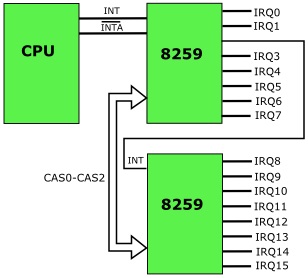 CPU
INT
INTA
8259
IRQ0
IRQ1
IRQ3
IRQ4
IRQ5
IRQ6
IRQ7
CAS0-CAS2
INT
8259
IRQ8
IRQ9
IRQ10
IRQ11
IRQ12
IRQ13
IRQ14
IRQ15